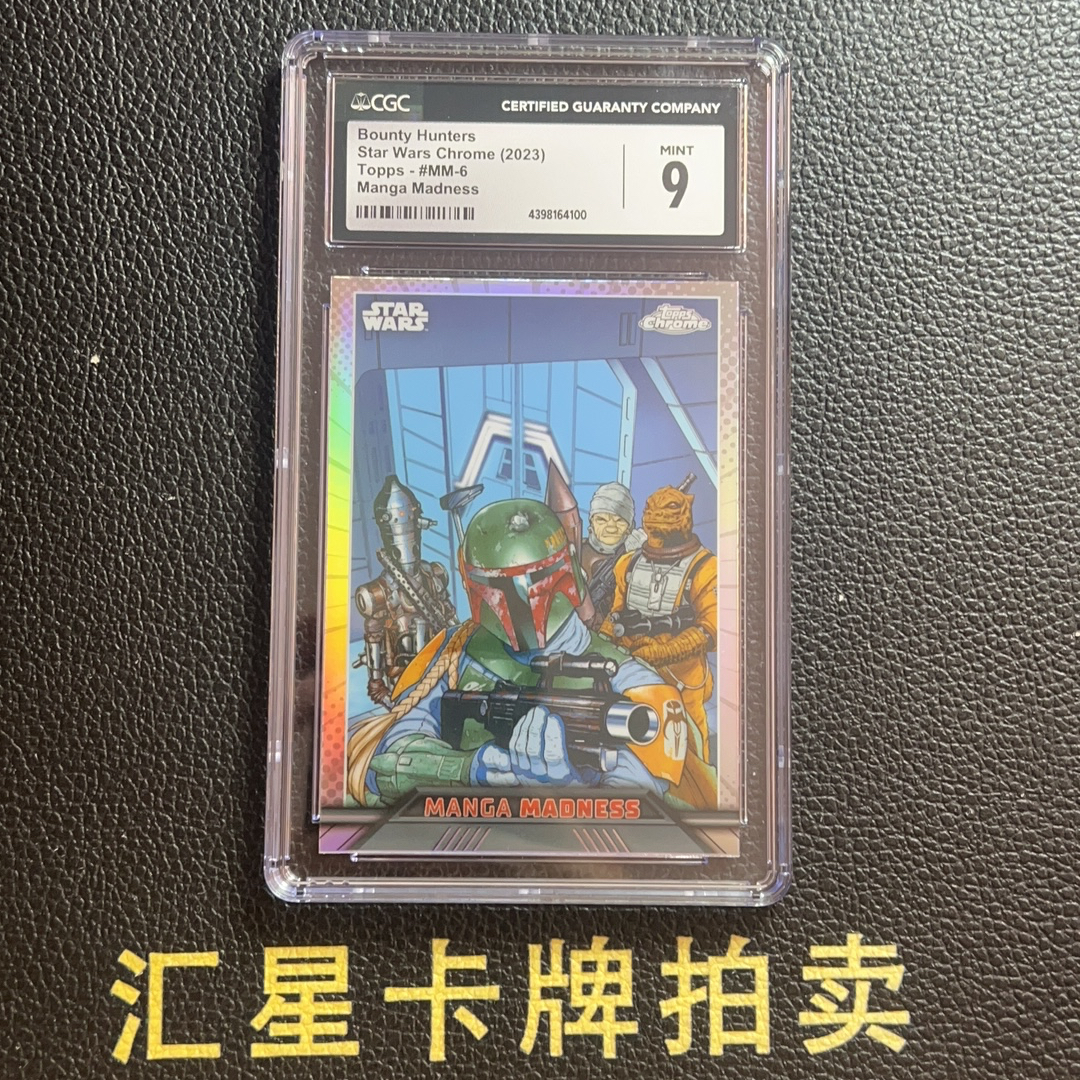 CGC
CERTIFIED GUARANTY COMPANY
Bounty Hunters
Star Wars Chrome (2023)
Topps - #MM-6
Manga Madness
MINT
9
4398164100
STAR
WARS
Topps
Chrome
MANGA MADNESS
汇星卡牌拍卖